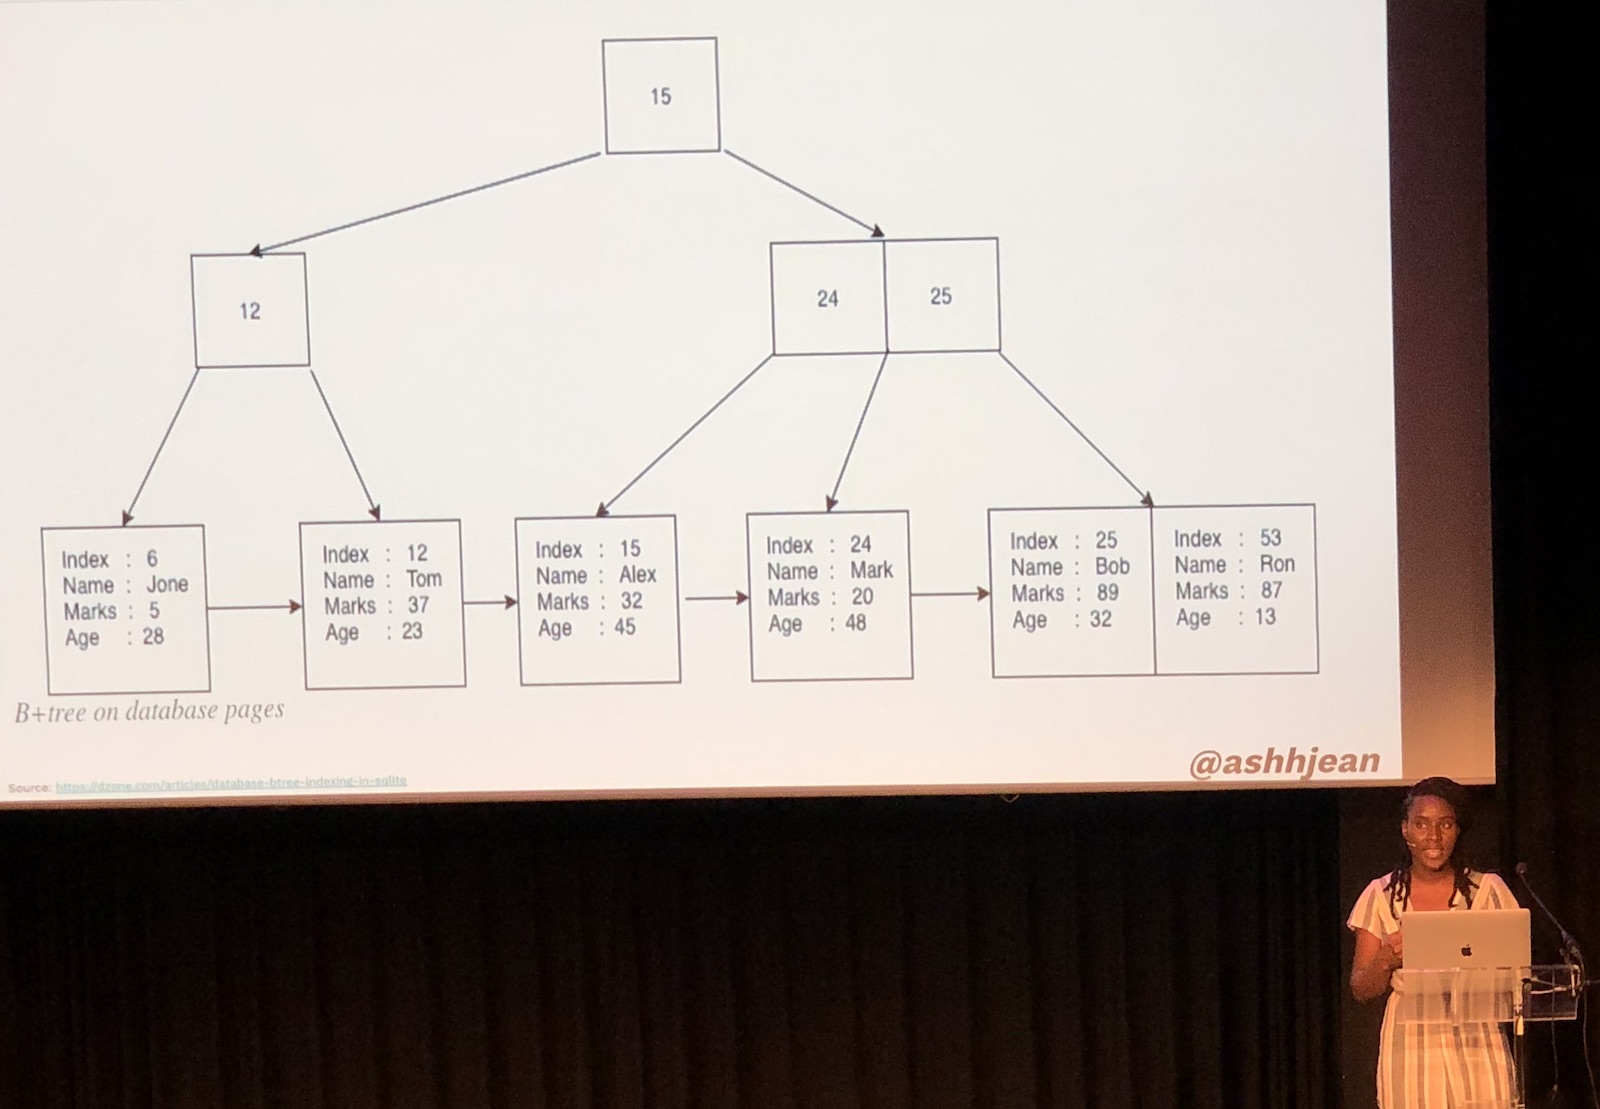 15
12
24
25
Index : 6
Name : Jone
Marks : 5
Age : 28
Index : 12
Name : Tom
Marks : 37
Age : 23
Index : 15
Name : Alex
Marks : 32
Age : 45
Index : 24
Name : Mark
Marks : 20
Age : 48
Index : 25
Name : Bob
Marks : 89
Age : 32
Index : 53
Name : Ron
Marks : 87
Age : 13
B+tree on database pages
@ashhjean
Source: https://dzone.com/articles/database-btree-indexing-in-sqlite